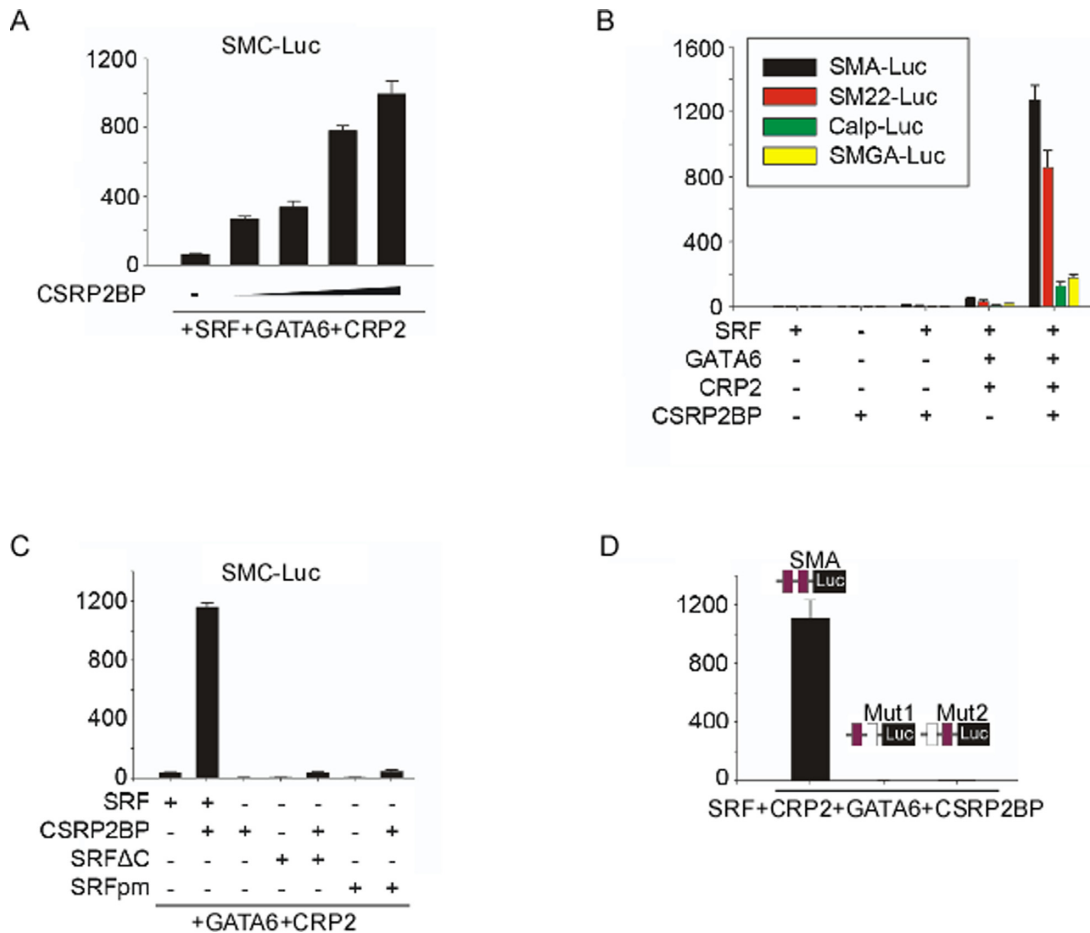 A
SMC-Luc
1200
800
400
0
CSRP2BP
-
+SRF+GATA6+CRP2
B
1600
1200
800
400
0
SMA-Luc
SM22-Luc
Calp-Luc
SMGA-Luc
SRF + - + + +
GATA6 - - - + +
CRP2 - - - + +
CSRP2BP - + + - +
C
SMC-Luc
1200
800
400
0
SRF + + - - - - -
CSRP2BP - + + - + - +
SRFΔC - - - + + - -
SRFpm - - - - - + +
+GATA6+CRP2
D
SMA
Luc
1200
800
400
0
Mut1 Mut2
Luc Luc
SRF+CRP2+GATA6+CSRP2BP